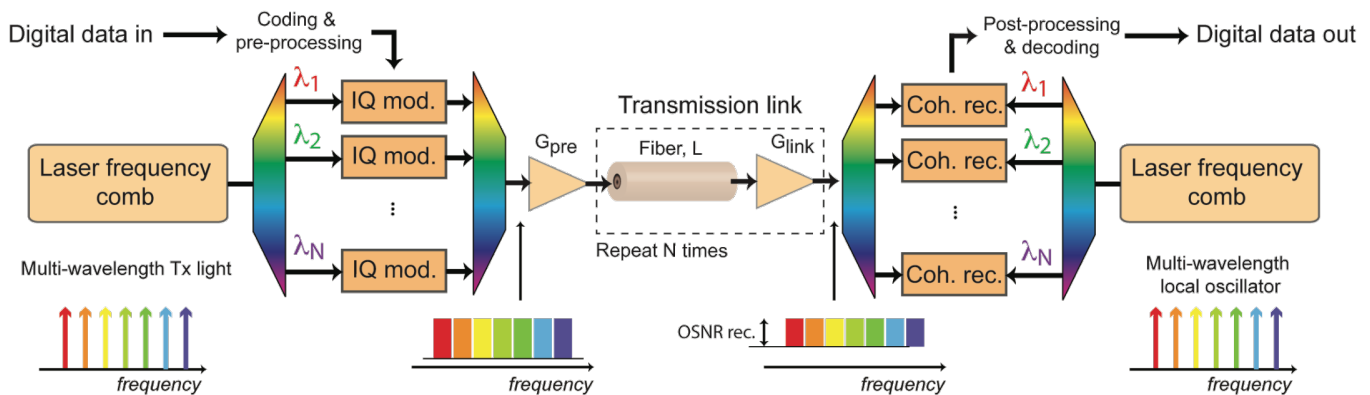 Digital data in
Coding &
pre-processing
λ1
IQ mod.
λ2
IQ mod.
...
λN
IQ mod.
Laser frequency
comb
Multi-wavelength Tx light
frequency
Gpre
Transmission link
Fiber, L
Glink
Repeat N times
frequency
OSNR rec.
frequency
Post-processing
& decoding
Digital data out
Coh. rec.
λ1
Coh. rec.
λ2
...
Coh. rec.
λN
Laser frequency
comb
Multi-wavelength
local oscillator
frequency